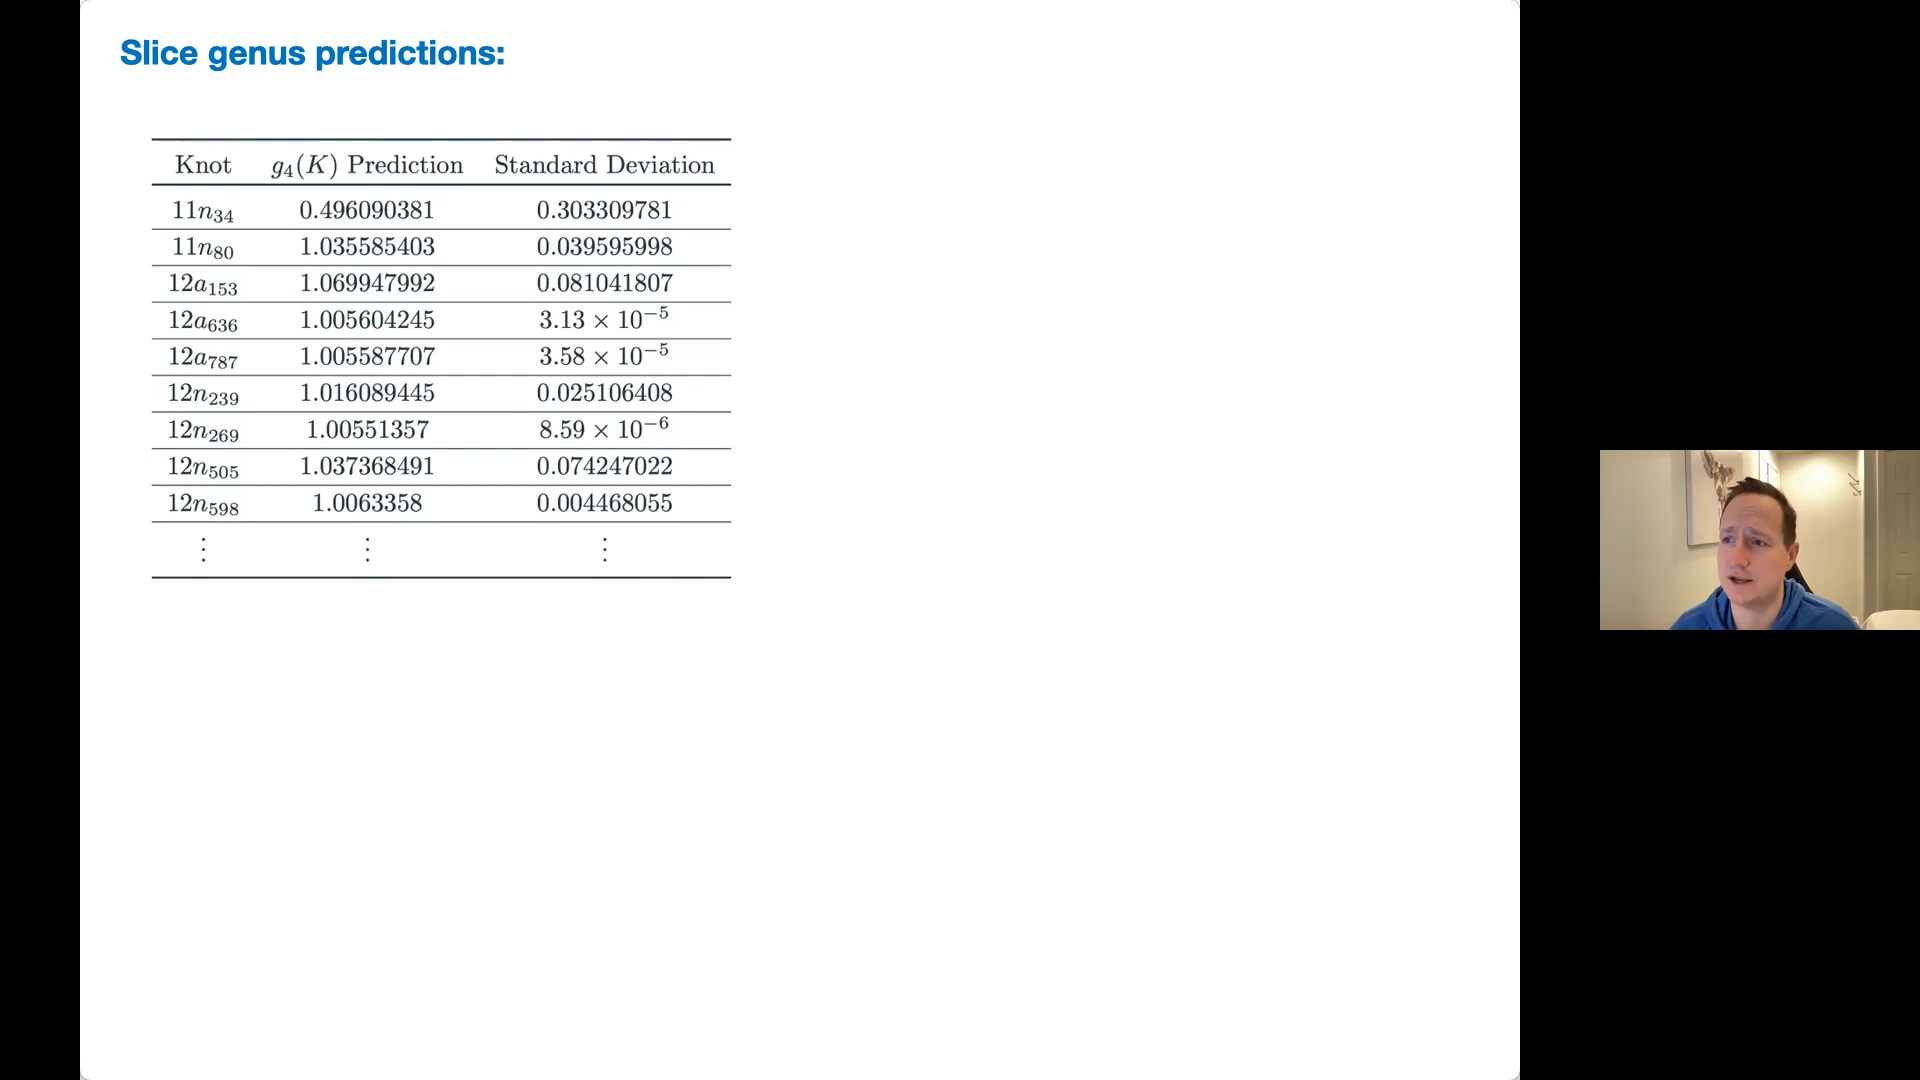 Slice genus predictions:
Knot g₄(K) Prediction Standard Deviation
11n₃₄ 0.496090381 0.303309781
11n₈₀ 1.035585403 0.039595998
12a₁₅₃ 1.069947992 0.081041807
12a₆₃₆ 1.005604245 3.13 × 10⁻⁵
12a₇₈₇ 1.005587707 3.58 × 10⁻⁵
12n₂₃₉ 1.016089445 0.025106408
12n₂₆₉ 1.00551357 8.59 × 10⁻⁶
12n₅₀₅ 1.037368491 0.074247022
12n₅₉₈ 1.0063358 0.004468055
⋮ ⋮ ⋮